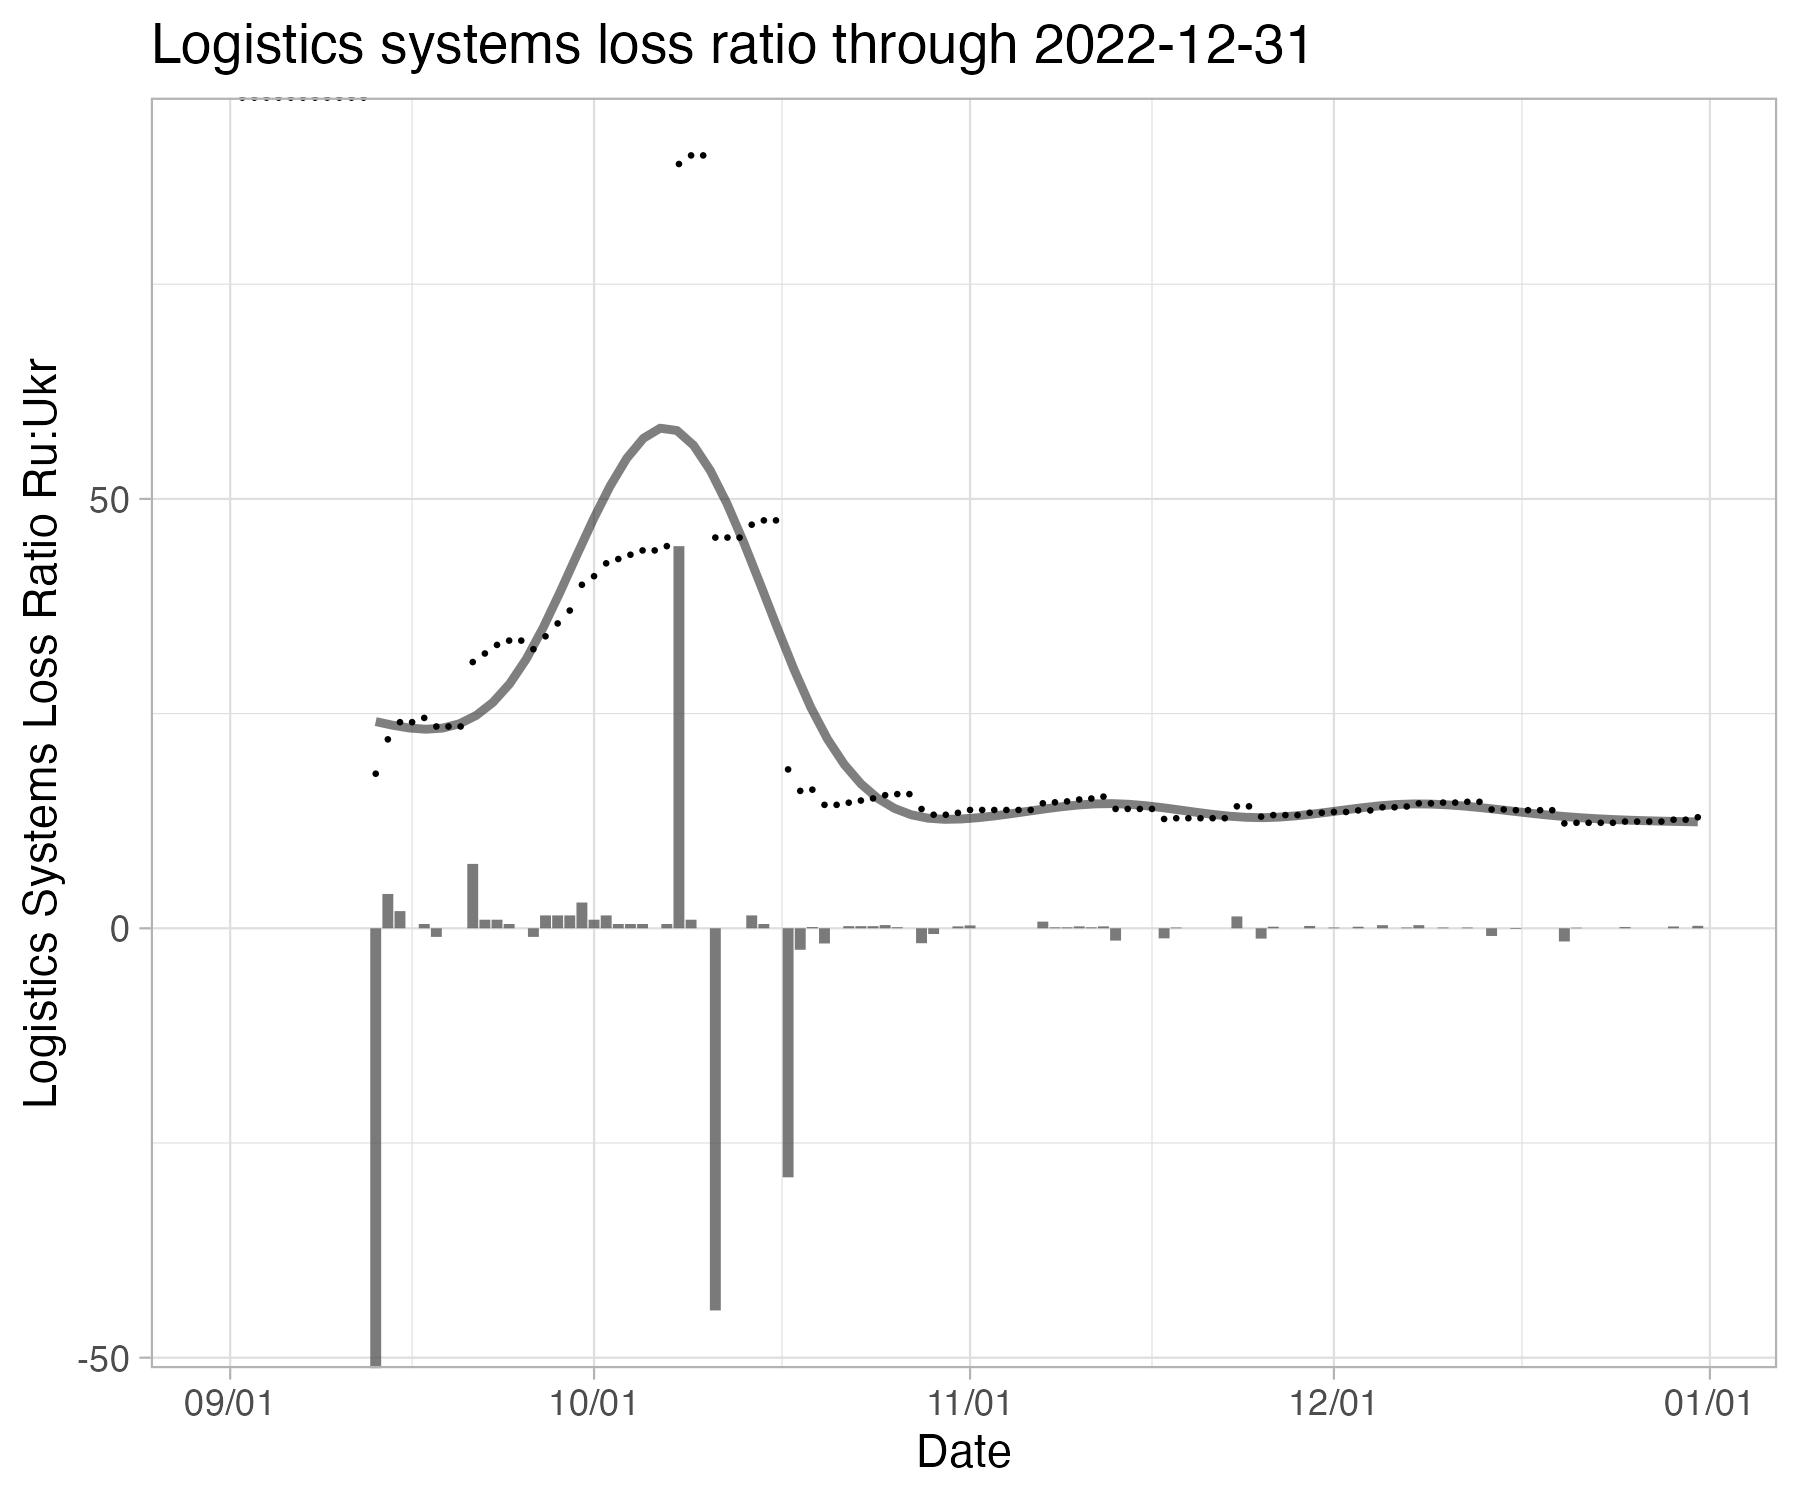 Logistics systems loss ratio through 2022-12-31
Logistics Systems Loss Ratio Ru:Ukr
50
0
-50
09/01
10/01
11/01
12/01
01/01
Date